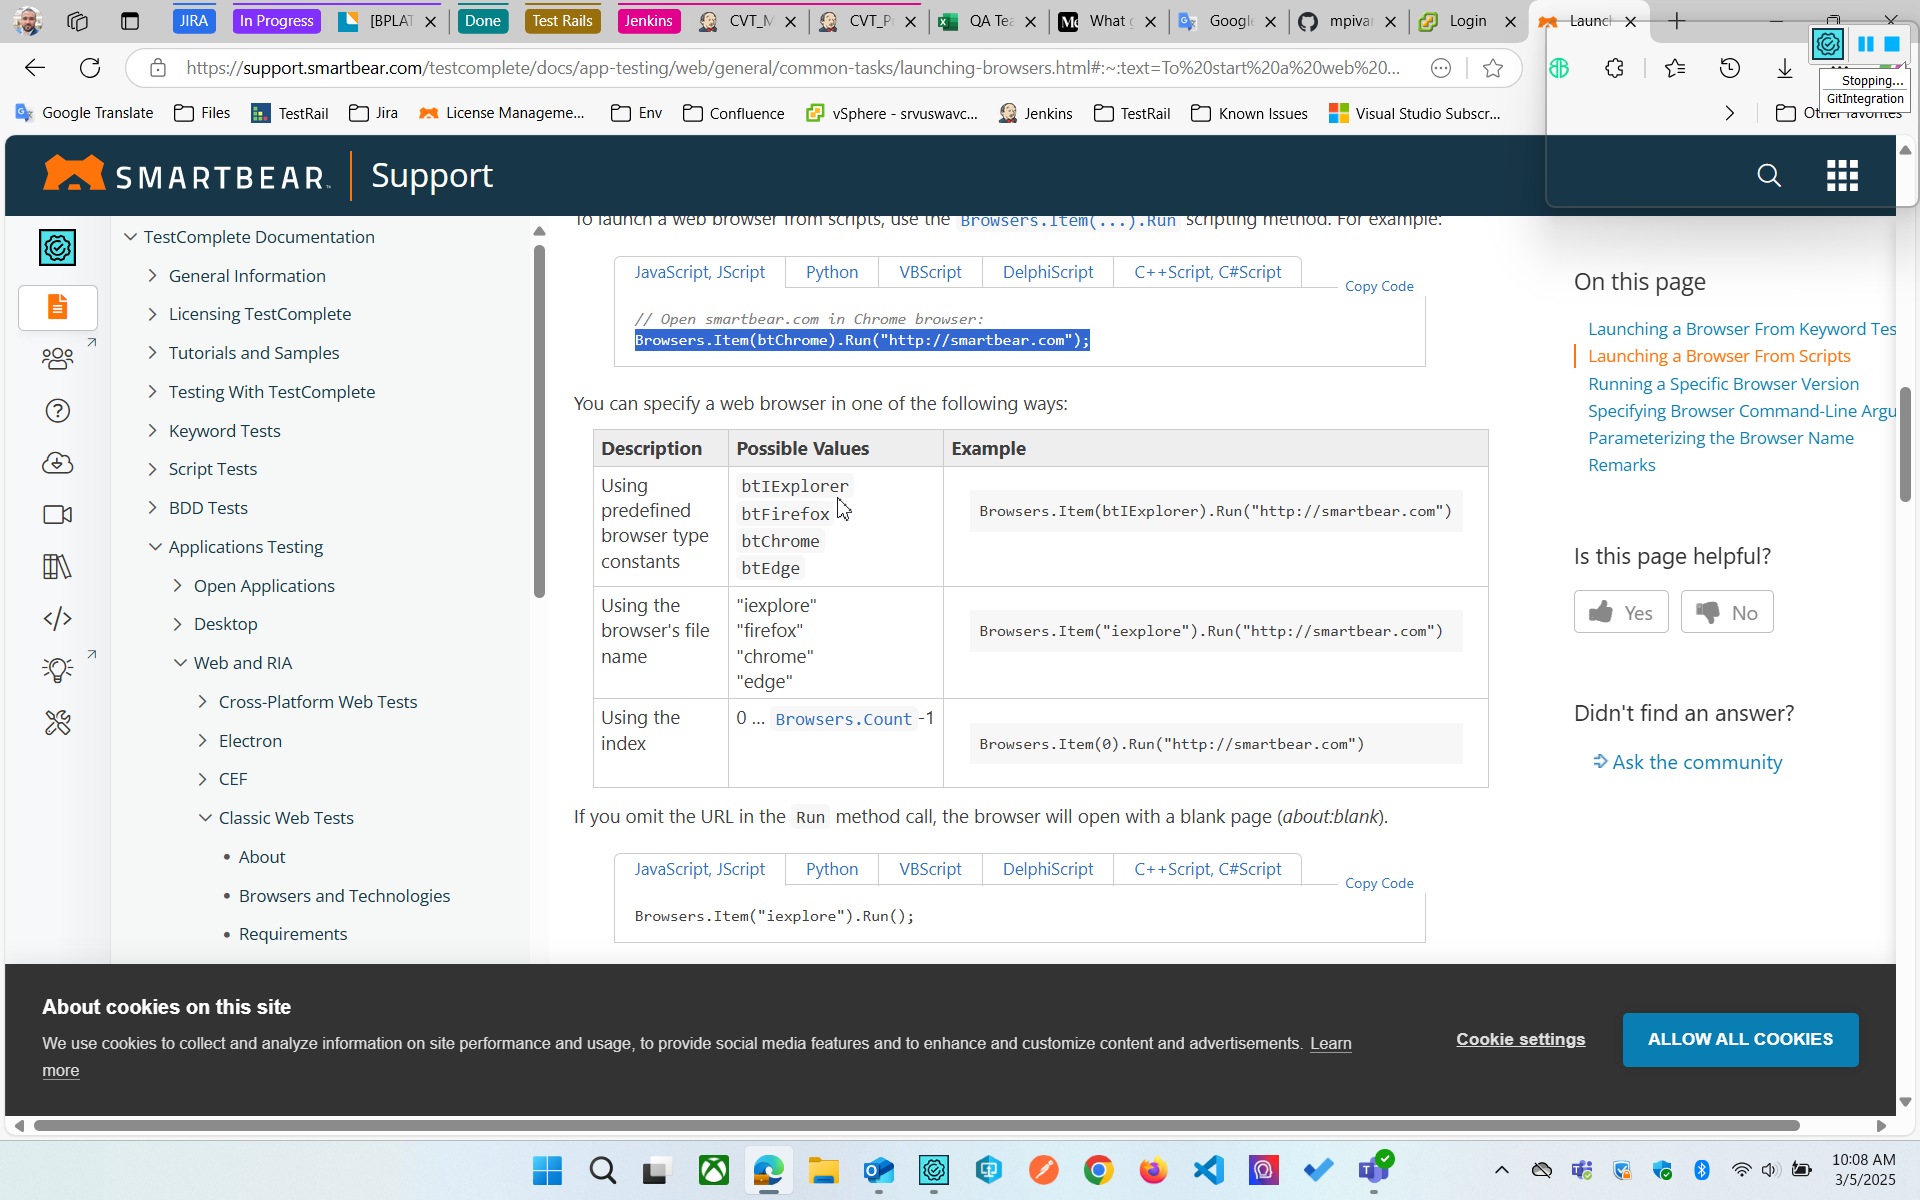 JIRA
In Progress
[BPLAT
Done
Test Rails
Jenkins
CVT_M
CVT_P
QA Te
What
Google
mpivar
Login
Launc
https://support.smartbear.com/testcomplete/docs/app-testing/web/general/common-tasks/launching-browsers.html#:~:text=To%20start%20a%20web%20...
Stopping...
GitIntegration
Google Translate
Files
TestRail
Jira
License Manageme...
Env
Confluence
vSphere - srvuswavc...
Jenkins
TestRail
Known Issues
Visual Studio Subscr...
Other favorites
SMARTBEAR
Support
TestComplete Documentation
General Information
Licensing TestComplete
Tutorials and Samples
Testing With TestComplete
Keyword Tests
Script Tests
BDD Tests
Applications Testing
Open Applications
Desktop
Web and RIA
Cross-Platform Web Tests
Electron
CEF
Classic Web Tests
• About
• Browsers and Technologies
• Requirements
To launch a web browser from scripts, use the Browsers.Item(...).Run scripting method. For example:
JavaScript, JScript
Python
VBScript
DelphiScript
C++Script, C#Script
Copy Code
// Open smartbear.com in Chrome browser:
Browsers.Item(btChrome).Run("http://smartbear.com");
You can specify a web browser in one of the following ways:
Description
Possible Values
Example
Using
predefined
browser type
constants
btIExplorer
btFirefox
btChrome
btEdge
Browsers.Item(btIExplorer).Run("http://smartbear.com")
Using the
browser's file
name
"iexplore"
"firefox"
"chrome"
"edge"
Browsers.Item("iexplore").Run("http://smartbear.com")
Using the
index
0 ... Browsers.Count -1
Browsers.Item(0).Run("http://smartbear.com")
If you omit the URL in the Run method call, the browser will open with a blank page (about:blank).
JavaScript, JScript
Python
VBScript
DelphiScript
C++Script, C#Script
Copy Code
Browsers.Item("iexplore").Run();
On this page
Launching a Browser From Keyword Tes
Launching a Browser From Scripts
Running a Specific Browser Version
Specifying Browser Command-Line Argu
Parameterizing the Browser Name
Remarks
Is this page helpful?
Yes
No
Didn't find an answer?
Ask the community
About cookies on this site
We use cookies to collect and analyze information on site performance and usage, to provide social media features and to enhance and customize content and advertisements. Learn
more
Cookie settings
ALLOW ALL COOKIES
10:08 AM
3/5/2025